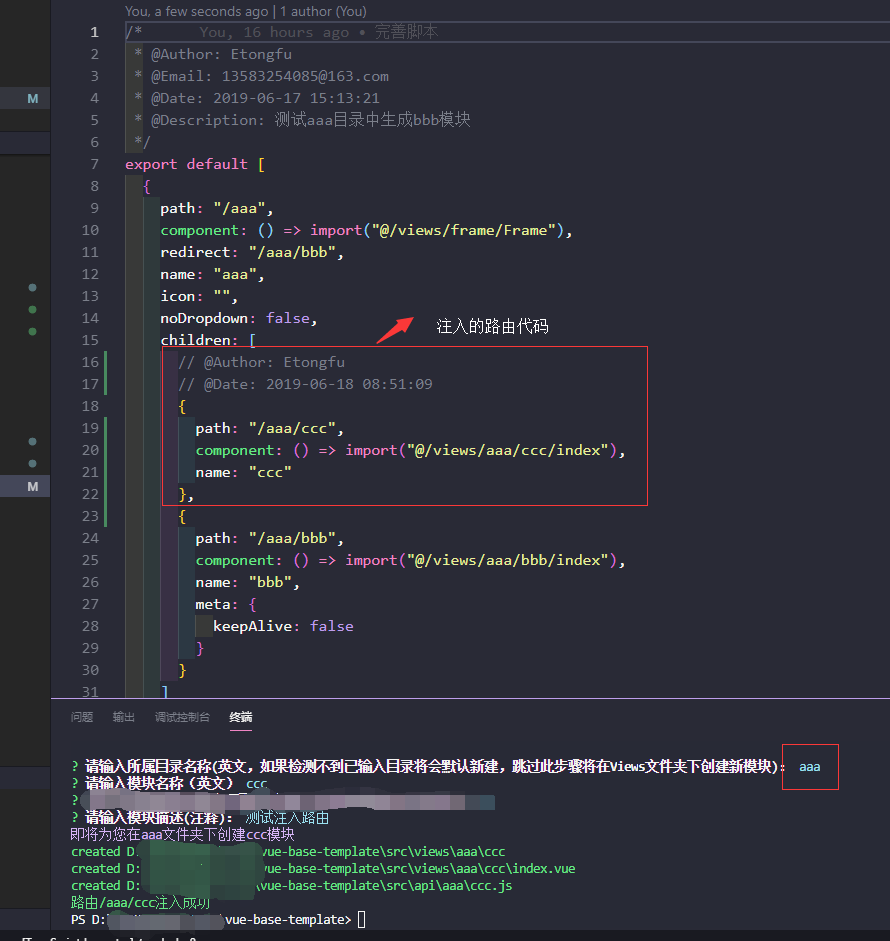 You, a few seconds ago | 1 author (You)
1 /* You, 16 hours ago • 完善脚本
2 * @Author: Etongfu
M 3 * @Email: 13583254085@163.com
4 * @Date: 2019-06-17 15:13:21
5 * @Description: 测试aaa目录中生成bbb模块
6 */
7 export default [
8 {
9 path: "/aaa",
10 component: () => import("@/views/frame/Frame"),
11 redirect: "/aaa/bbb",
12 name: "aaa",
13 icon: "",
14 noDropdown: false,
注入的路由代码
15 children: [
16 // @Author: Etongfu
17 // @Date: 2019-06-18 08:51:09
18 {
19 path: "/aaa/ccc",
20 component: () => import("@/views/aaa/ccc/index"),
21 name: "ccc"
M 22 },
23 {
24 path: "/aaa/bbb",
25 component: () => import("@/views/aaa/bbb/index"),
26 name: "bbb",
27 meta: {
28 keepAlive: false
29 }
30 }
31 ]
问题 输出 调试控制台 终端
? 请输入所属目录名称(英文，如果检测不到已输入目录将会默认新建，跳过此步骤将在Views文件夹下创建新模块): aaa
? 请输入模块名称（英文） ccc
?
? 请输入模块描述(注释): 测试注入路由
即将为您在aaa文件夹下创建ccc模块
created D: vue-base-template\src\views\aaa\ccc
created D: vue-base-template\src\views\aaa\ccc\index.vue
created D: \vue-base-template\src\api\aaa\ccc.js
路由/aaa/ccc注入成功
PS D: vue-base-template>